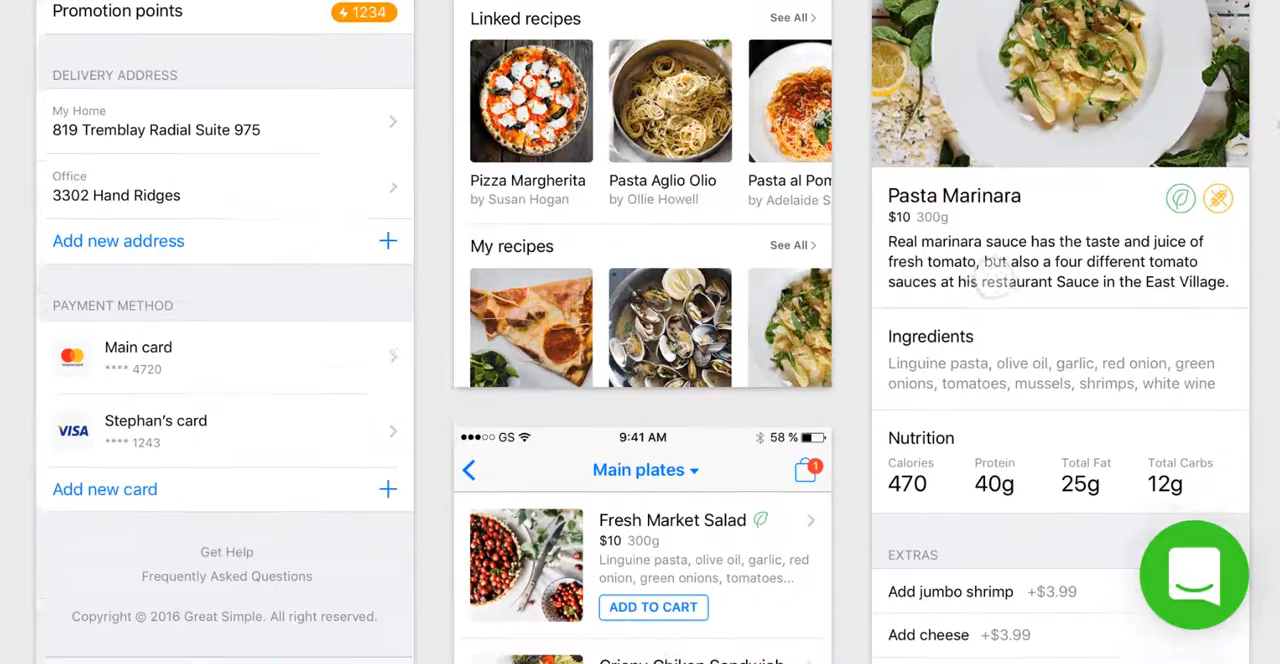 Promotion points
1234
DELIVERY ADDRESS
My Home
819 Tremblay Radial Suite 975
Office
3302 Hand Ridges
Add new address
PAYMENT METHOD
Main card
**** 4720
VISA
Stephan's card
**** 1243
Add new card
Get Help
Frequently Asked Questions
Copyright © 2016 Great Simple. All right reserved.
Linked recipes
See All
Pizza Margherita
by Susan Hogan
Pasta Aglio Olio
by Ollie Howell
Pasta al Pom
by Adelaide S
My recipes
See All
GS
9:41 AM
58 %
Main plates
1
Fresh Market Salad
$10 300g
Linguine pasta, olive oil, garlic, red
onion, green onions, tomatoes...
ADD TO CART
Crispy Chiken Sandwich
Pasta Marinara
$10 300g
Real marinara sauce has the taste and juice of
fresh tomato, but also a four different tomato
sauces at his restaurant Sauce in the East Village.
Ingredients
Linguine pasta, olive oil, garlic, red onion, green
onions, tomatoes, mussels, shrimps, white wine
Nutrition
Calories Protein Total Fat Total Carbs
470 40g 25g 12g
EXTRAS
Add jumbo shrimp +$3.99
Add cheese +$3.99